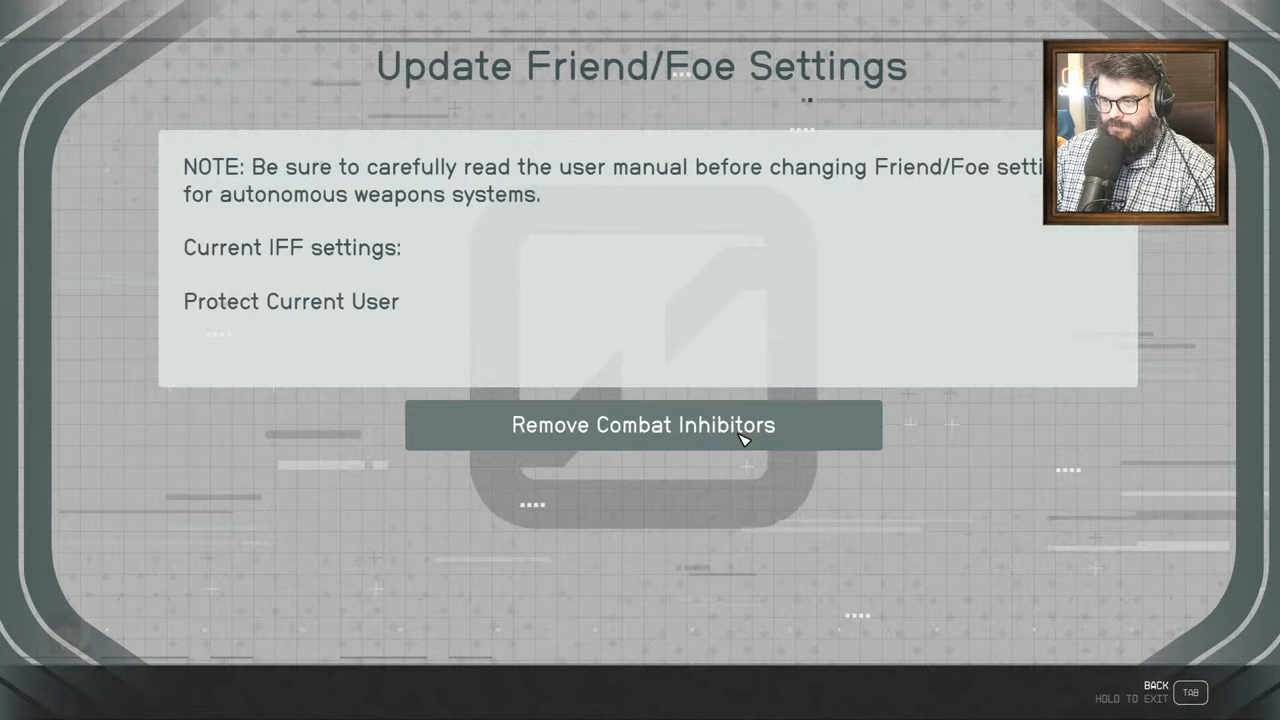 Update Friend/Foe Settings
NOTE: Be sure to carefully read the user manual before changing Friend/Foe
for autonomous weapons systems.
Current IFF settings:
Protect Current User
Remove Combat Inhibitors
BACK
HOLD TO EXIT
TAB